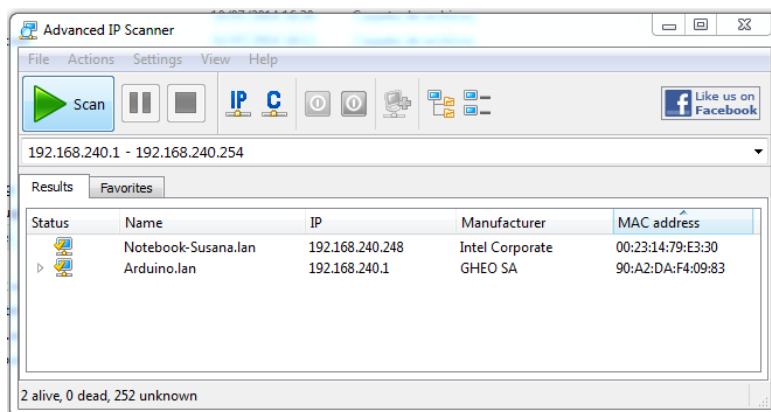 Advanced IP Scanner
File Actions Settings View Help
Scan IP C Like us on
Facebook
192.168.240.1 - 192.168.240.254
Results Favorites
Status Name IP Manufacturer MAC address
Notebook-Susana.lan 192.168.240.248 Intel Corporate 00:23:14:79:E3:30
Arduino.lan 192.168.240.1 GHEO SA 90:A2:DA:F4:09:83
2 alive, 0 dead, 252 unknown